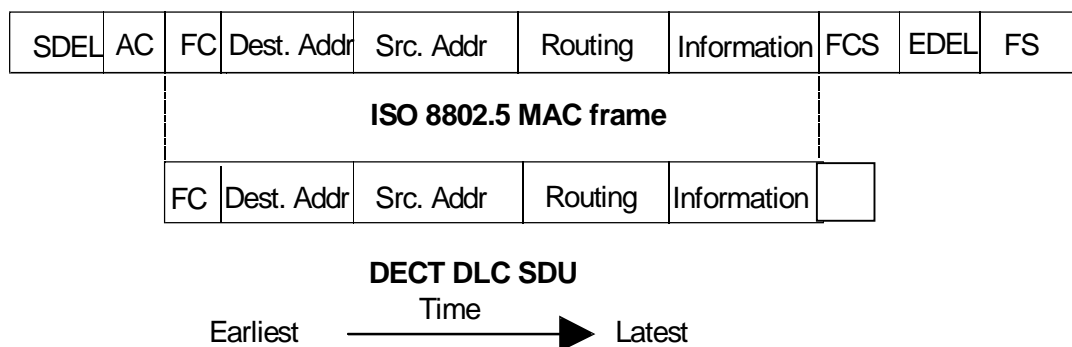 SDEL AC FC Dest. Addr Src. Addr Routing Information FCS EDEL FS
ISO 8802.5 MAC frame
FC Dest. Addr Src. Addr Routing Information
DECT DLC SDU
Time
Earliest Latest